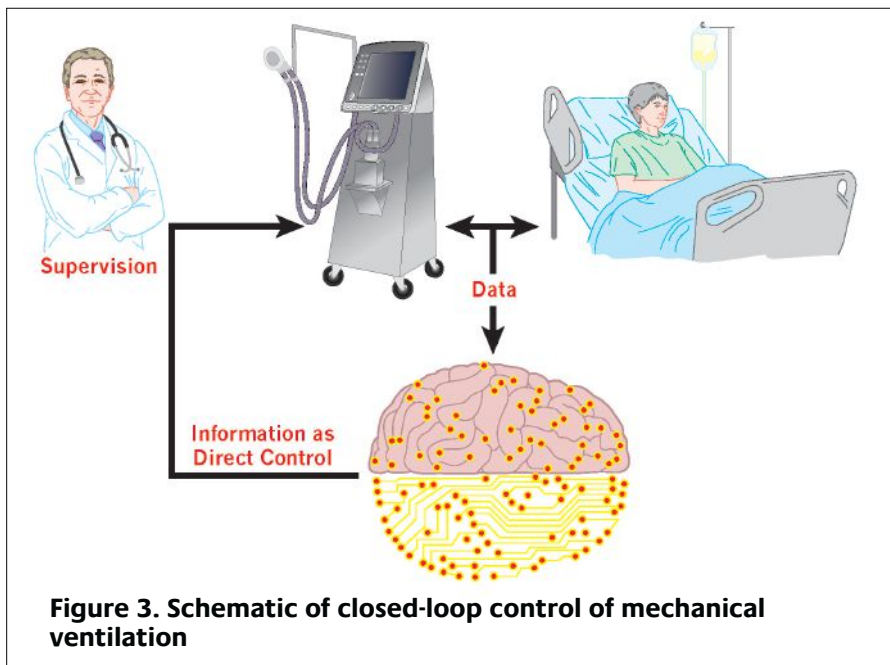 Supervision
Data
Information as
Direct Control
Figure 3. Schematic of closed-loop control of mechanical
ventilation